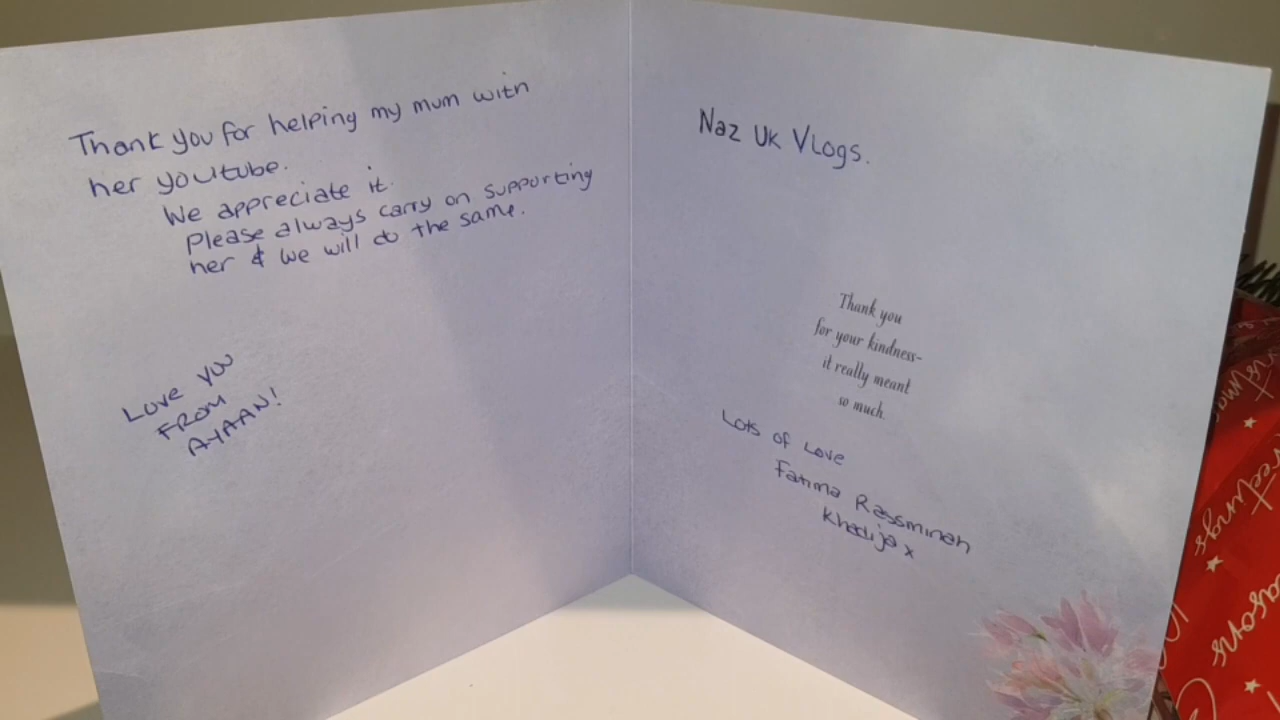 Thank you for helping my mum with
her youtube.
We appreciate it.
Please always carry on supporting
her & we will do the same.
Love you
FROM
AYAAN!
Naz UK Vlogs.
Thank you
for your kindness-
it really meant
so much.
Lots of Love
Fatima Rassminah
Khadija x